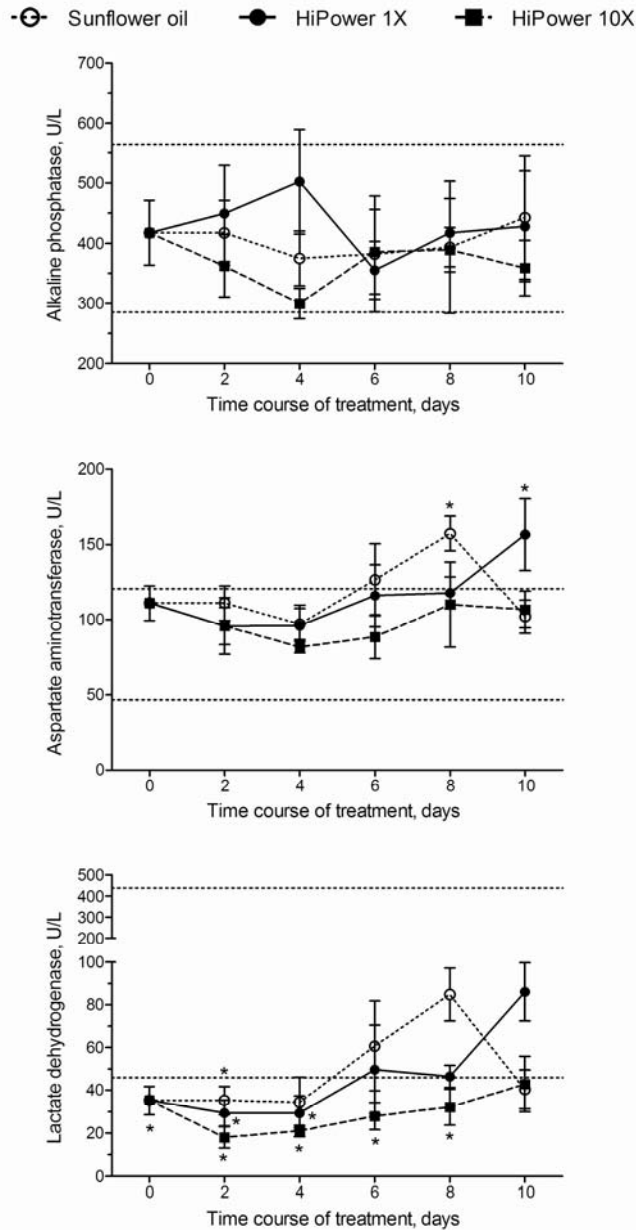 Sunflower oil HiPower 1X HiPower 10X
Alkaline phosphatase, U/L
700
600
500
400
300
200
0 2 4 6 8 10
Time course of treatment, days
Aspartate aminotransferase, U/L
200
150
100
50
0
* *
0 2 4 6 8 10
Time course of treatment, days
Lactate dehydrogenase, U/L
500
400
300
200
100
80
60
40
20
0
* * * * * * * *
0 2 4 6 8 10
Time course of treatment, days